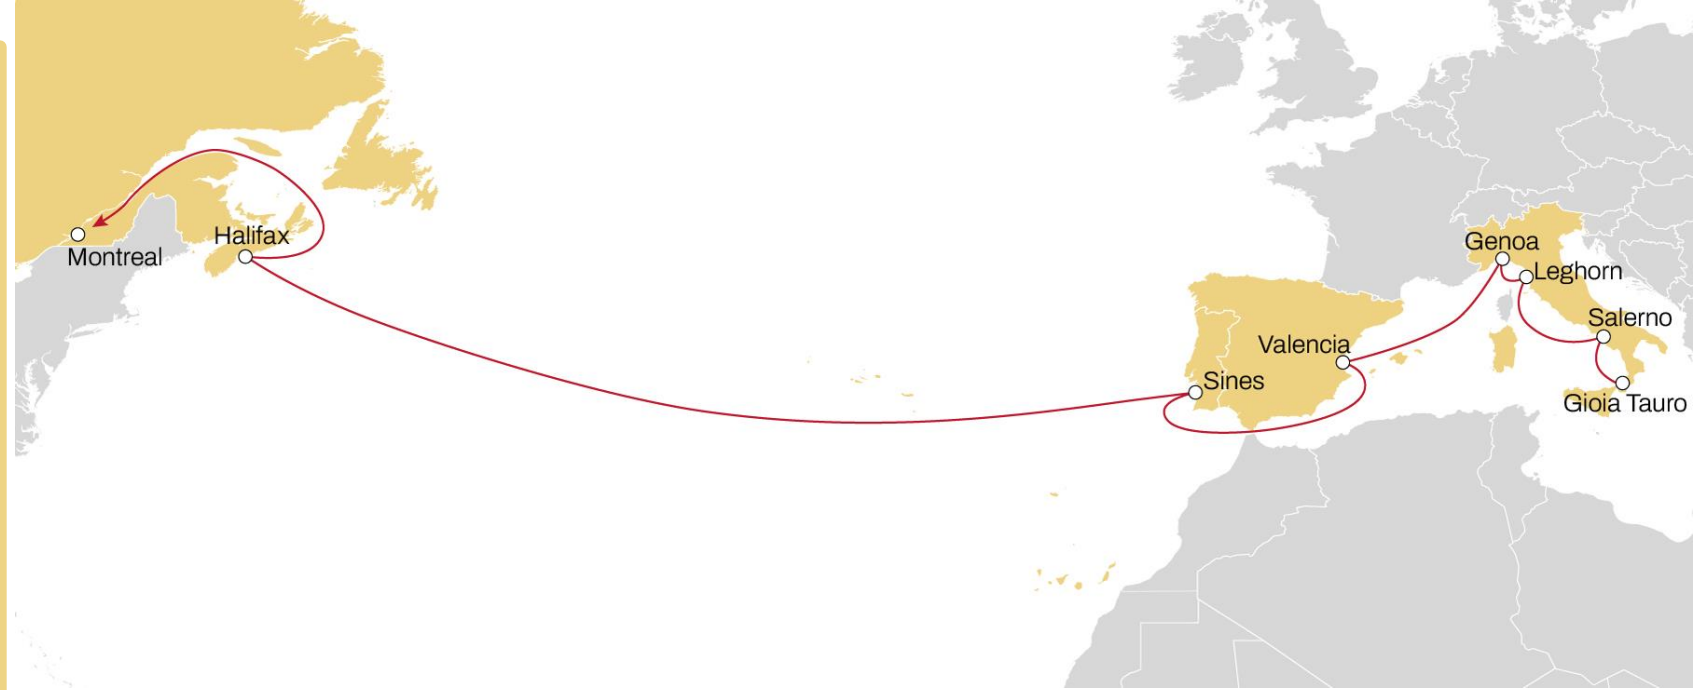 Montreal
Halifax
Sines
Valencia
Genoa
Leghorn
Salerno
Gioia Tauro